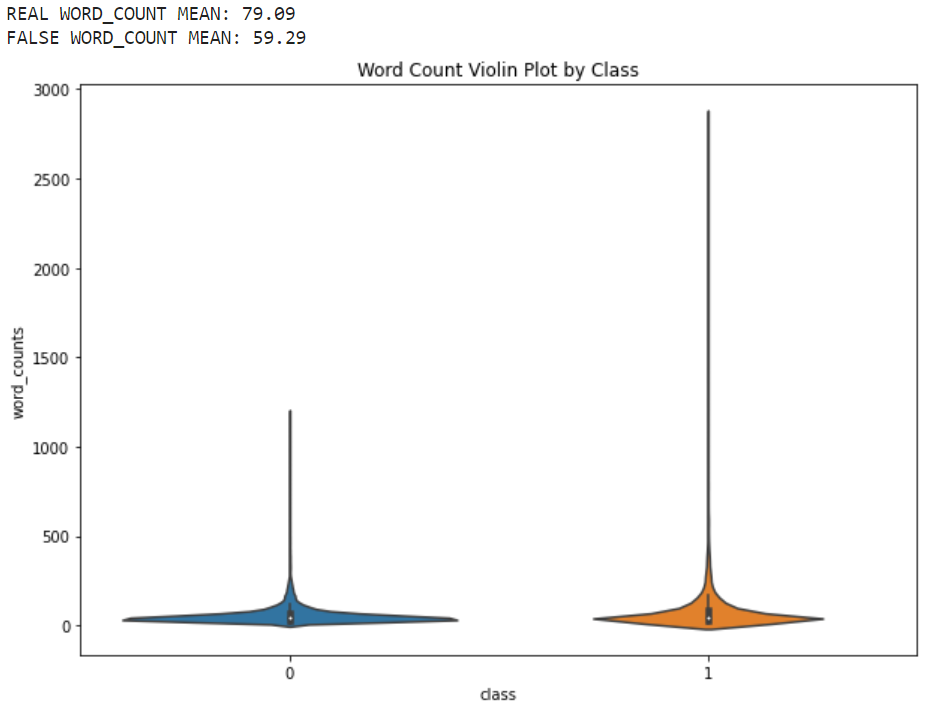 REAL WORD_COUNT MEAN: 79.09
FALSE WORD_COUNT MEAN: 59.29
Word Count Violin Plot by Class
3000
2500
2000
1500
1000
500
0
word_counts
0 1
class